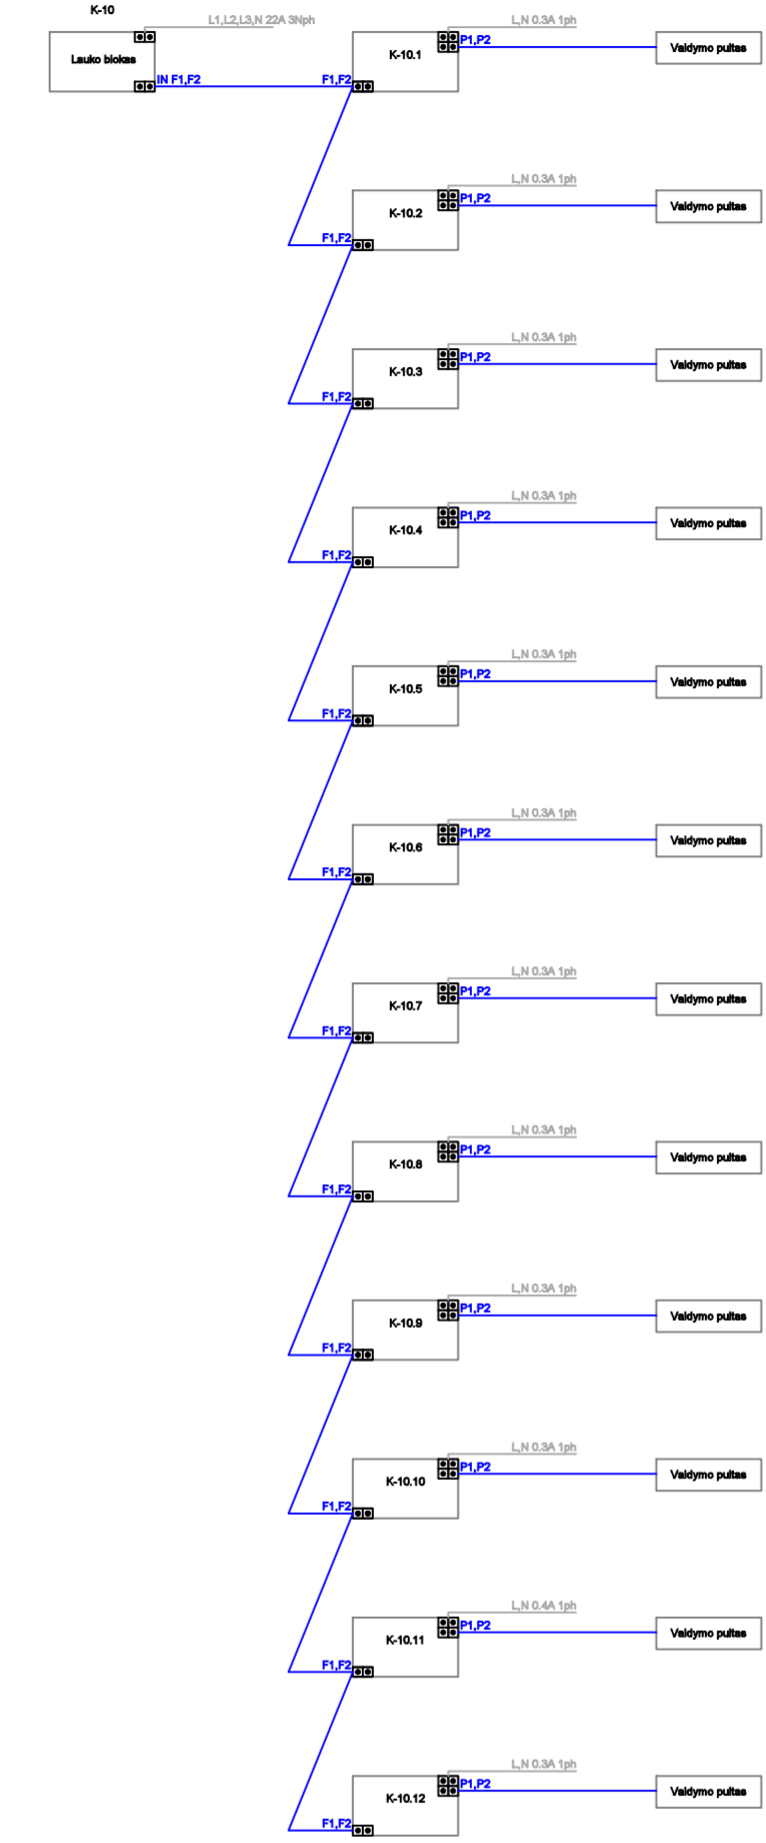 K-10
L1,L2,L3,N 22A 3Nph
Lauko blokas
IN F1,F2
L,N 0.3A 1ph
K-10.1
P1,P2
F1,F2
Valdymo pultas
L,N 0.3A 1ph
K-10.2
P1,P2
F1,F2
Valdymo pultas
L,N 0.3A 1ph
K-10.3
P1,P2
F1,F2
Valdymo pultas
L,N 0.3A 1ph
K-10.4
P1,P2
F1,F2
Valdymo pultas
L,N 0.3A 1ph
K-10.5
P1,P2
F1,F2
Valdymo pultas
L,N 0.3A 1ph
K-10.6
P1,P2
F1,F2
Valdymo pultas
L,N 0.3A 1ph
K-10.7
P1,P2
F1,F2
Valdymo pultas
L,N 0.3A 1ph
K-10.8
P1,P2
F1,F2
Valdymo pultas
L,N 0.3A 1ph
K-10.9
P1,P2
F1,F2
Valdymo pultas
L,N 0.3A 1ph
K-10.10
P1,P2
F1,F2
Valdymo pultas
L,N 0.4A 1ph
K-10.11
P1,P2
F1,F2
Valdymo pultas
L,N 0.3A 1ph
K-10.12
P1,P2
F1,F2
Valdymo pultas